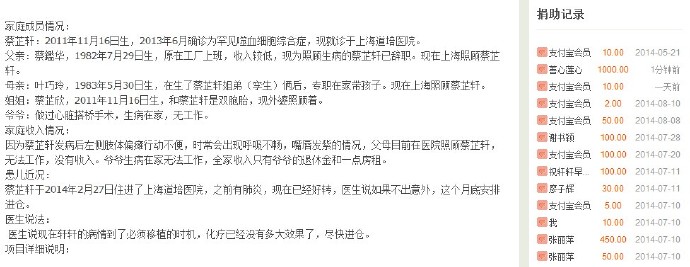 家庭成员情况：
蔡芷轩：2011年11月16日生，2013年6月确诊为罕见噬血细胞综合症，现就诊于上海道培医院。
父亲：蔡鑑华，1982年7月29日生，原在工厂上班，收入较低，现为照顾生病的蔡芷轩已辞职。现在上海照顾蔡芷
轩。
母亲：叶巧玲，1983年5月30日生，在生了蔡芷轩姐弟（孪生）俩后，专职在家带孩子。现在上海照顾蔡芷轩。
姐姐：蔡芷欣，2011年11月16日生，和蔡芷轩是双胞胎，现外婆照顾着。
爷爷：做过心脏搭桥手术，生病在家，无工作。
家庭收入情况：
因为蔡芷轩发病后左侧肢体偏瘫行动不便，时常会出现呼吸不畅，嘴唇发紫的情况，父母目前在医院照顾蔡芷轩，
无法工作，没有收入。爷爷生病在家无法工作，全家收入只有爷爷的退休金和一点房租。
患儿近况：
蔡芷轩于2014年2月27日住进了上海道培医院，之前有肺炎，现在已经好转，医生说如果不出意外，这个月底安排
进仓。
医生说法：
医生说现在轩轩的病情到了必须移植的时机，化疗已经没有多大效果了，尽快进仓。
项目详细说明：
捐助记录
支付宝会员 10.00 2014-05-21
善心莲心 1000.00 1分钟前
支付宝会员 10.00 一天前
支付宝会员 2.00 2014-08-10
支付宝会员 50.00 2014-08-08
谢书颖 100.00 2014-07-28
支付宝会员 100.00 2014-07-20
祝轩轩早... 100.00 2014-07-11
廖子辉 30.00 2014-07-11
支付宝会员 5.00 2014-07-10
我 10.00 2014-07-10
张丽萍 450.00 2014-07-10
张丽萍 50.00 2014-07-10